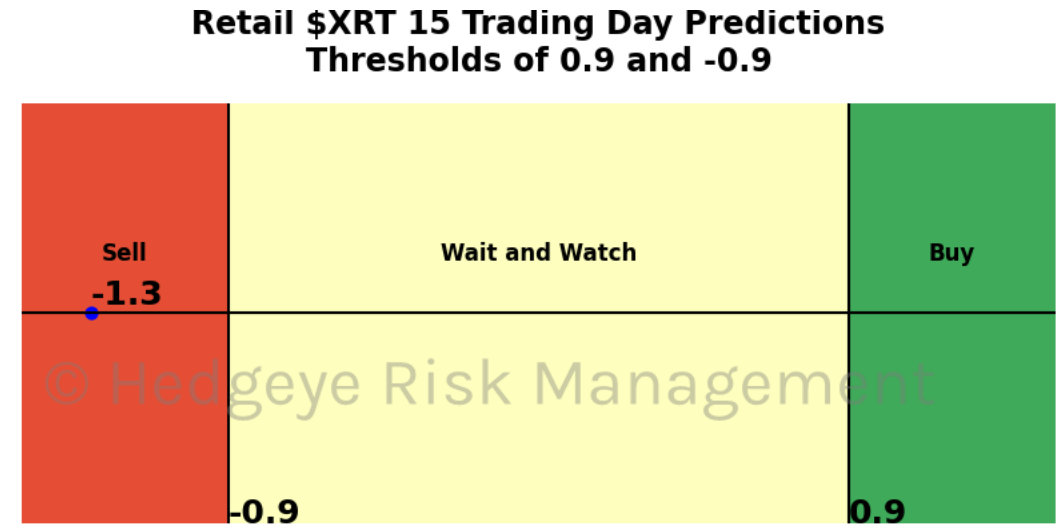 Retail $XRT 15 Trading Day Predictions
Thresholds of 0.9 and -0.9
Sell
Wait and Watch
Buy
-1.3
© Hedgeye Risk Management
-0.9
0.9